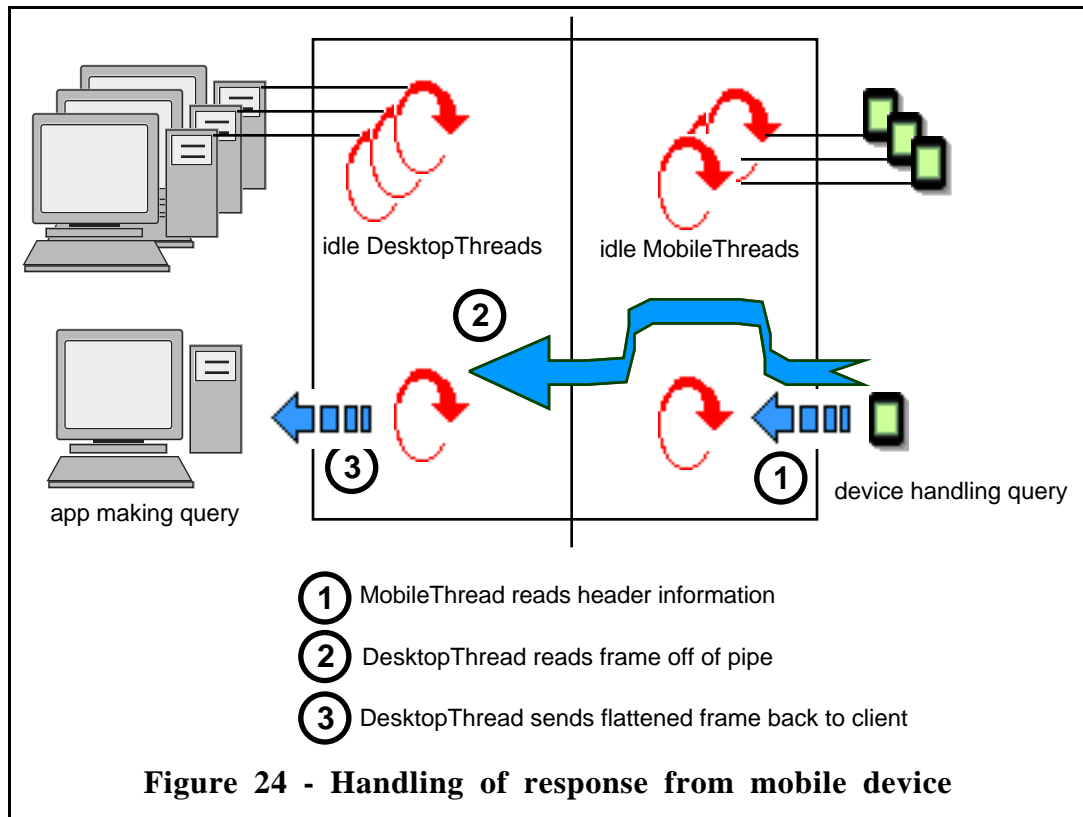 idle DesktopThreads
idle MobileThreads
2
3
1
app making query
device handling query
1 MobileThread reads header information
2 DesktopThread reads frame off of pipe
3 DesktopThread sends flattened frame back to client
Figure 24 - Handling of response from mobile device